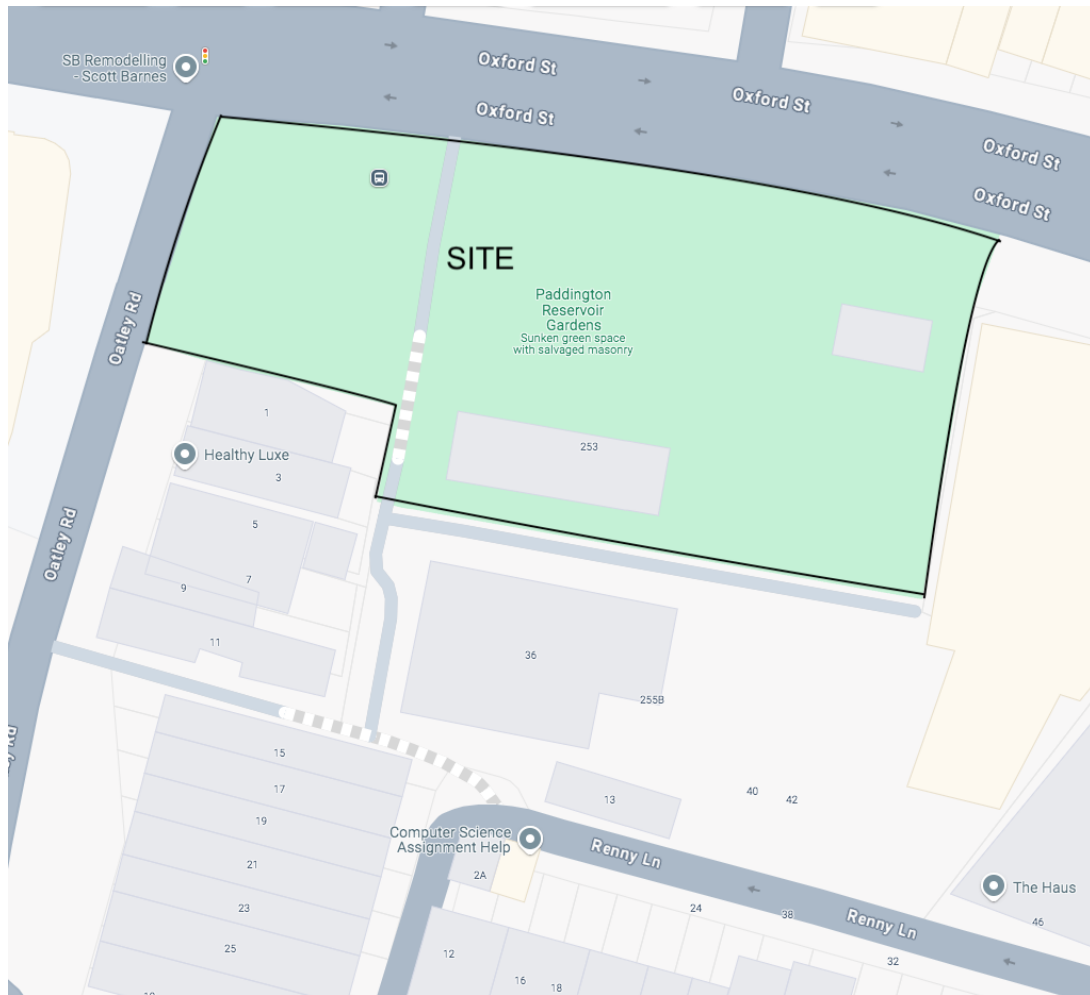 SB Remodelling
- Scott Barnes
Oxford St
Oxford St
Oxford St
Oxford St
Oxford St
SITE
Paddington
Reservoir
Gardens
Sunken green space
with salvaged masonry
Oatley Rd
1
253
Healthy Luxe
3
5
Oatley Rd
7
9
11
36
255B
15
17
40
42
13
19
Computer Science
Assignment Help
Renny Ln
21
2A
The Haus
23
24
38
Renny Ln
46
25
12
32
16
18